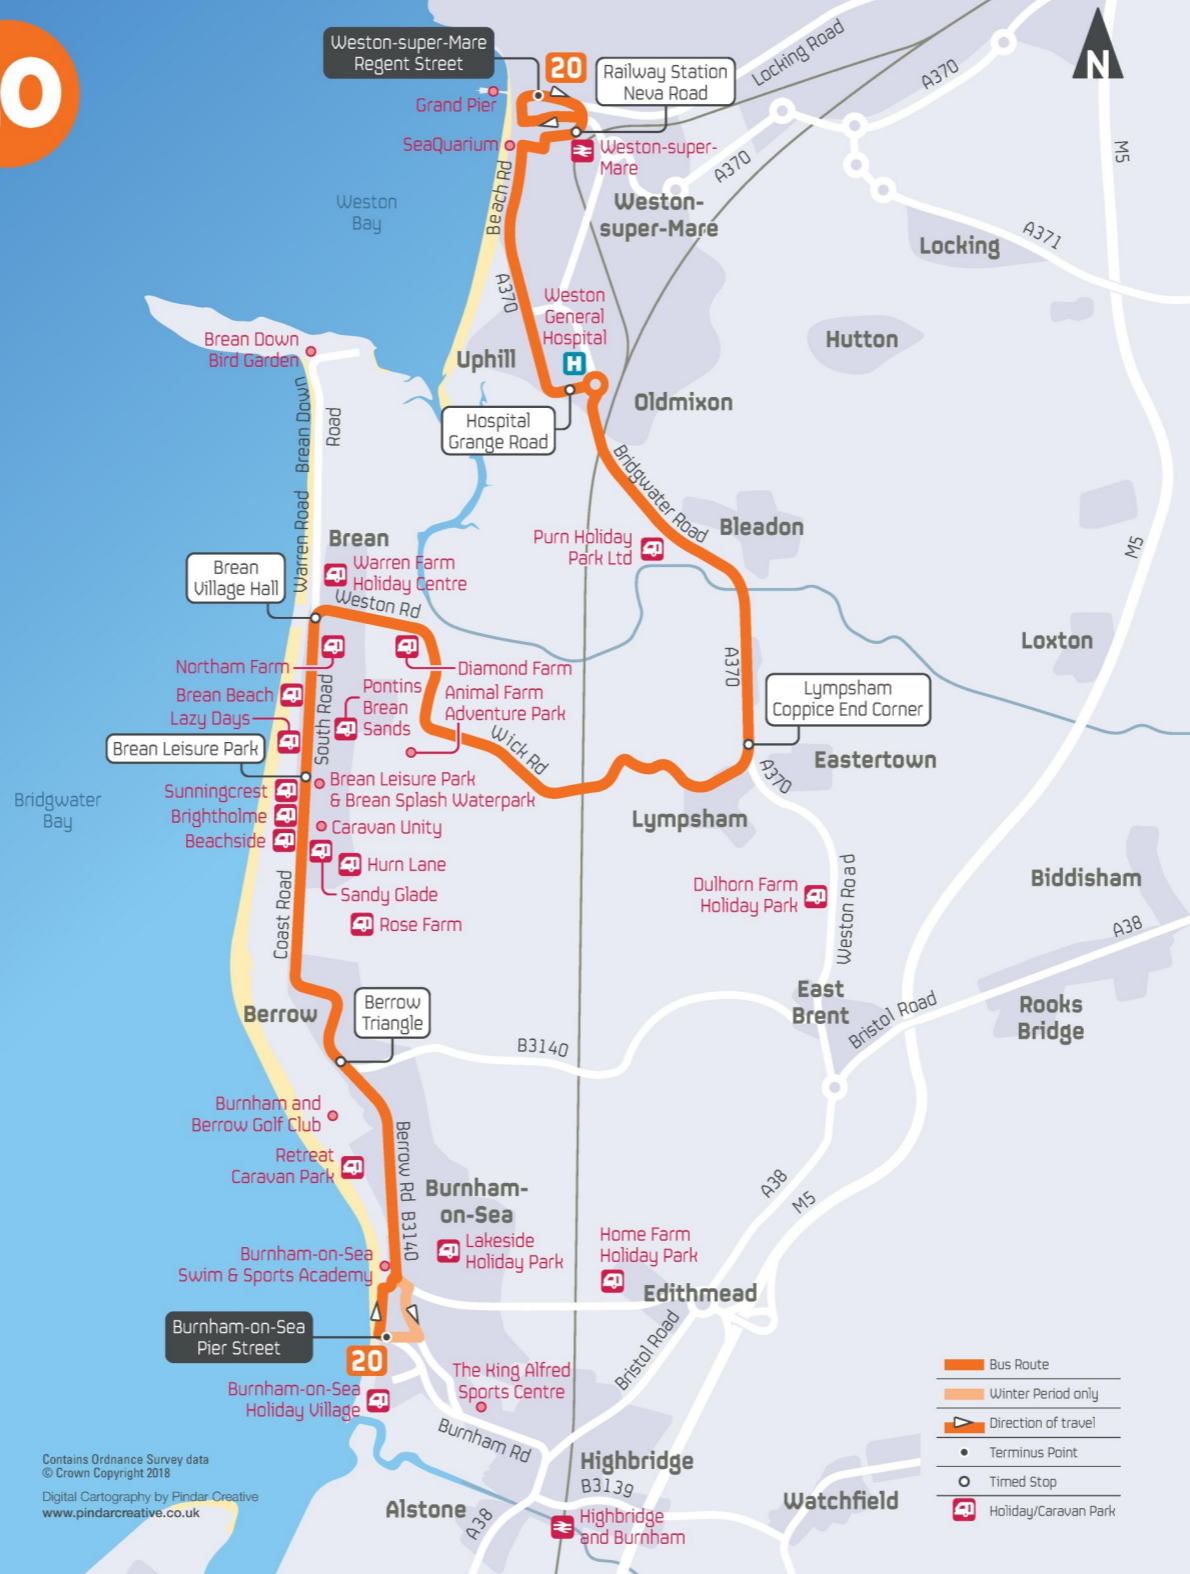 0
Weston-super-Mare
Regent Street
20
Railway Station
Neva Road
Locking Road
A370
N
Grand Pier
SeaQuarium
Weston-super-
Mare
A370
M5
Beach Rd
Weston
Bay
Weston-
super-Mare
Locking
A371
A370
Weston
General
Hospital
H
Brean Down
Bird Garden
Uphill
Hutton
Oldmixon
Brean Down
Road
Hospital
Grange Road
Bridgwater Road
Warren Road
Brean
Purn Holiday
Park Ltd
Bleadon
M5
Brean
Village Hall
Warren Farm
Holiday Centre
Weston Rd
Loxton
Northam Farm
Diamond Farm
A370
Brean Beach
Pontins
Brean
Sands
Animal Farm
Adventure Park
Lympsham
Coppice End Corner
Lazy Days
South Road
Brean Leisure Park
Wick Rd
Eastertown
A370
Sunningcrest
Brean Leisure Park
& Brean Splash Waterpark
Bridgwater
Bay
Brightholme
Caravan Unity
Lympsham
Beachside
Hurn Lane
Sandy Glade
Rose Farm
Coast Road
Dulhorn Farm
Holiday Park
Weston Road
Biddisham
A38
Berrow
Berrow
Triangle
East
Brent
Bristol Road
Rooks
Bridge
B3140
Burnham and
Berrow Golf Club
Berrow Rd
B3140
Retreat
Caravan Park
Burnham-
on-Sea
A38
M5
Lakeside
Holiday Park
Home Farm
Holiday Park
Burnham-on-Sea
Swim & Sports Academy
Edithmead
Burnham-on-Sea
Pier Street
20
Bristol Road
Burnham-on-Sea
Holiday Village
The King Alfred
Sports Centre
Burnham Rd
Highbridge
B3139
Alstone
A38
Highbridge
and Burnham
Watchfield
Bus Route
Winter Period only
Direction of travel
Terminus Point
Timed Stop
Holiday/Caravan Park
Contains Ordnance Survey data
© Crown Copyright 2018
Digital Cartography by Pindar Creative
www.pindarcreative.co.uk